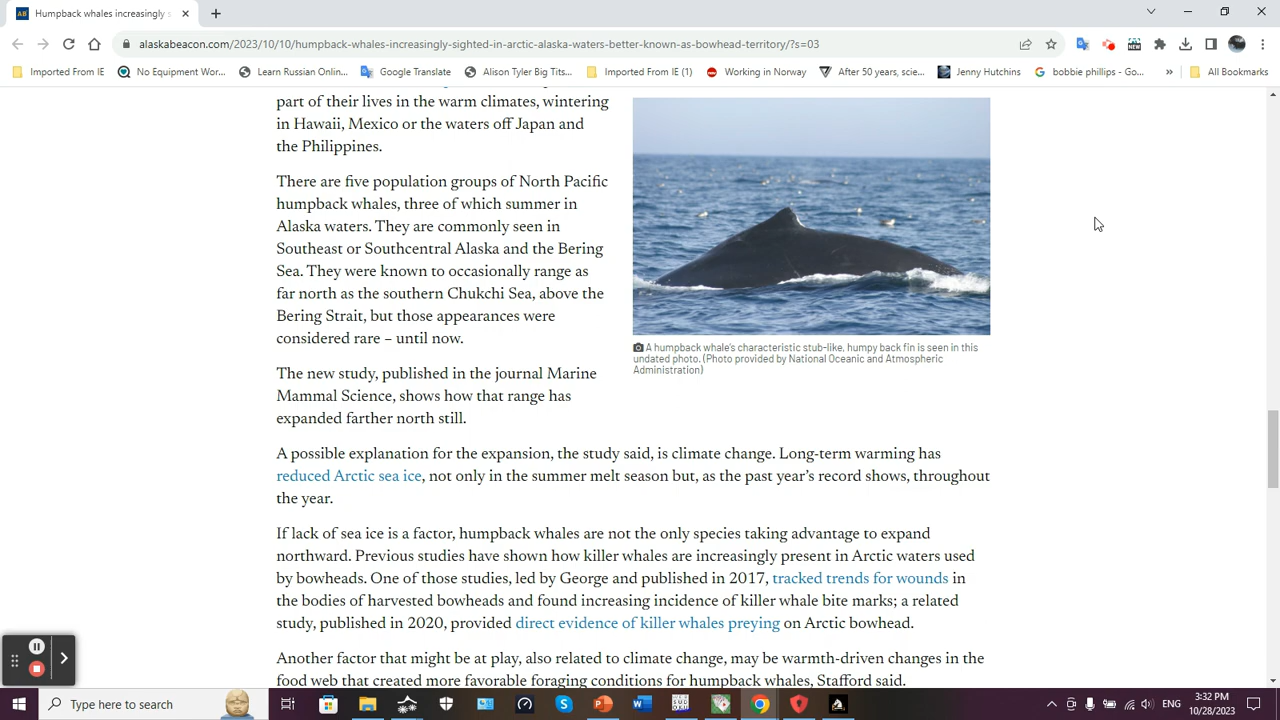 Humpback whales increasingly s
alaskabeacon.com/2023/10/10/humpback-whales-increasingly-sighted-in-arctic-alaska-waters-better-known-as-bowhead-territory/?s=03
Imported From IE
No Equipment Wor...
Learn Russian Onlin...
Google Translate
Alison Tyler Big Tits...
Imported From IE (1)
Working in Norway
After 50 years, scie...
Jenny Hutchins
bobbie phillips - Go...
»
All Bookmarks
part of their lives in the warm climates, wintering
in Hawaii, Mexico or the waters off Japan and
the Philippines.
There are five population groups of North Pacific
humpback whales, three of which summer in
Alaska waters. They are commonly seen in
Southeast or Southcentral Alaska and the Bering
Sea. They were known to occasionally range as
far north as the southern Chukchi Sea, above the
Bering Strait, but those appearances were
considered rare – until now.
The new study, published in the journal Marine
Mammal Science, shows how that range has
expanded farther north still.
A humpback whale's characteristic stub-like, humpy back fin is seen in this
undated photo. (Photo provided by National Oceanic and Atmospheric
Administration)
A possible explanation for the expansion, the study said, is climate change. Long-term warming has
reduced Arctic sea ice, not only in the summer melt season but, as the past year's record shows, throughout
the year.
If lack of sea ice is a factor, humpback whales are not the only species taking advantage to expand
northward. Previous studies have shown how killer whales are increasingly present in Arctic waters used
by bowheads. One of those studies, led by George and published in 2017, tracked trends for wounds in
the bodies of harvested bowheads and found increasing incidence of killer whale bite marks; a related
study, published in 2020, provided direct evidence of killer whales preying on Arctic bowhead.
Another factor that might be at play, also related to climate change, may be warmth-driven changes in the
food web that created more favorable foraging conditions for humpback whales, Stafford said.
Type here to search
3:32 PM
10/28/2023